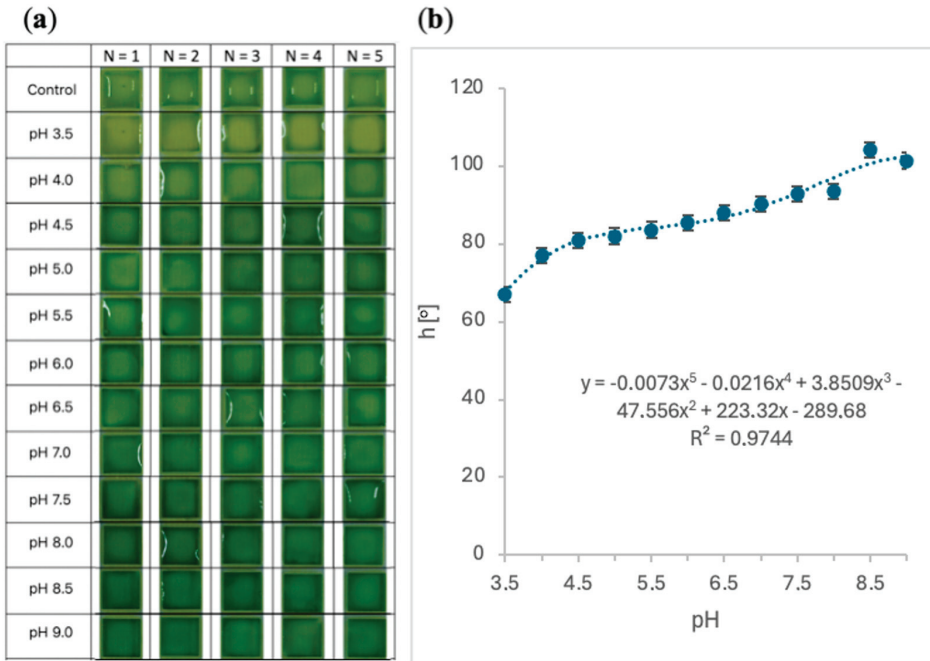 (a)
N = 1 N = 2 N = 3 N = 4 N = 5
Control
pH 3.5
pH 4.0
pH 4.5
pH 5.0
pH 5.5
pH 6.0
pH 6.5
pH 7.0
pH 7.5
pH 8.0
pH 8.5
pH 9.0
(b)
120
100
80
60
40
20
0
h [º]
y = -0.0073x⁵ - 0.0216x⁴ + 3.8509x³ -
47.556x² + 223.32x - 289.68
R² = 0.9744
3.5 4.5 5.5 6.5 7.5 8.5
pH